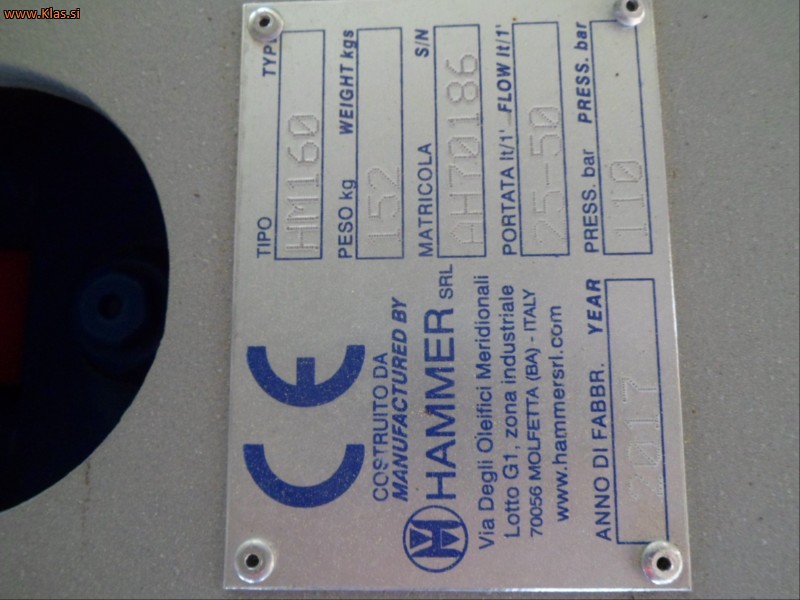 www.Klas.si
TIPO TYPE
HM160
PESO kg WEIGHT kgs
152
MATRICOLA S/N
AH70186
PORTATA lt/1' FLOW lt/1'
25-50
PRESS. bar PRESS. bar
110
CE
COSTRUITO DA
MANUFACTURED BY
HAMMER SRL
Via Degli Oleifici Meridionali
Lotto G1, zona industriale
70056 MOLFETTA (BA) - ITALY
www.hammersrl.com
ANNO DI FABBR. YEAR
2017